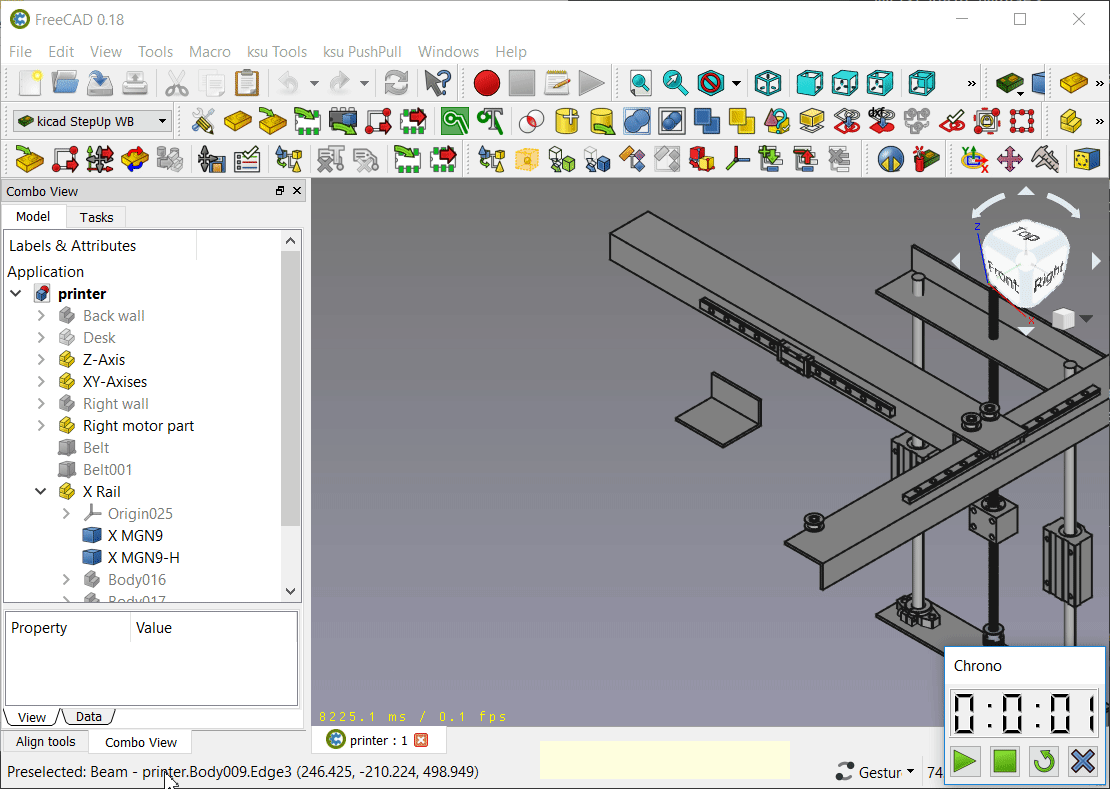 FreeCAD 0.18
File Edit View Tools Macro ksu Tools ksu PushPull Windows Help
kicad StepUp WB
Combo View
Model Tasks
Labels & Attributes
Application
printer
Back wall
Desk
Z-Axis
XY-Axises
Right wall
Right motor part
Belt
Belt001
X Rail
Origin025
X MGN9
X MGN9-H
Body016
Body017
Property Value
View Data
Align tools Combo View
Top
Front
Right
Z
X
8225.1 ms / 0.1 fps
printer : 1
Chrono
0:0:01
Preselected: Beam - printer.Body009.Edge3 (246.425, -210.224, 498.949)
Gestur
74